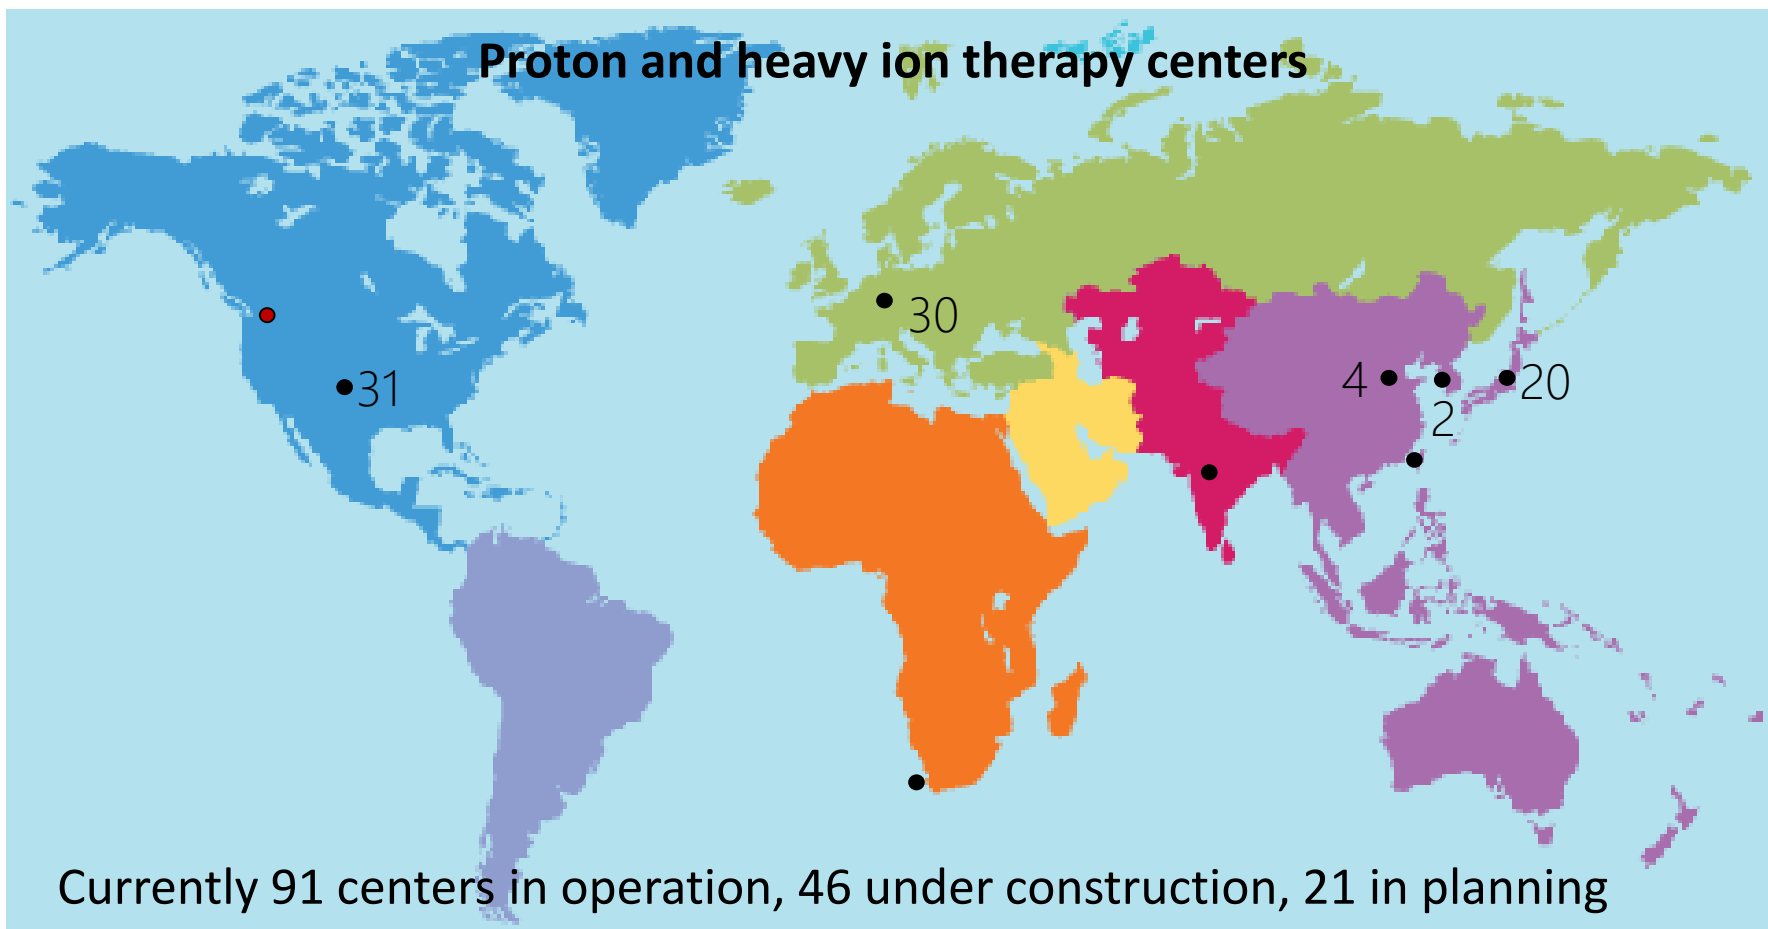 Proton and heavy ion therapy centers
30
31
4
20
2
Currently 91 centers in operation, 46 under construction, 21 in planning